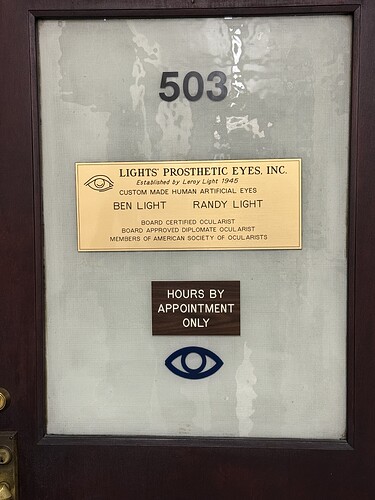 503
LIGHTS' PROSTHETIC EYES, INC.
Established by Leroy Light 1945
CUSTOM MADE HUMAN ARTIFICIAL EYES
BEN LIGHT RANDY LIGHT
BOARD CERTIFIED OCULARIST
BOARD APPROVED DIPLOMATE OCULARIST
MEMBERS OF AMERICAN SOCIETY OF OCULARISTS
HOURS BY
APPOINTMENT
ONLY